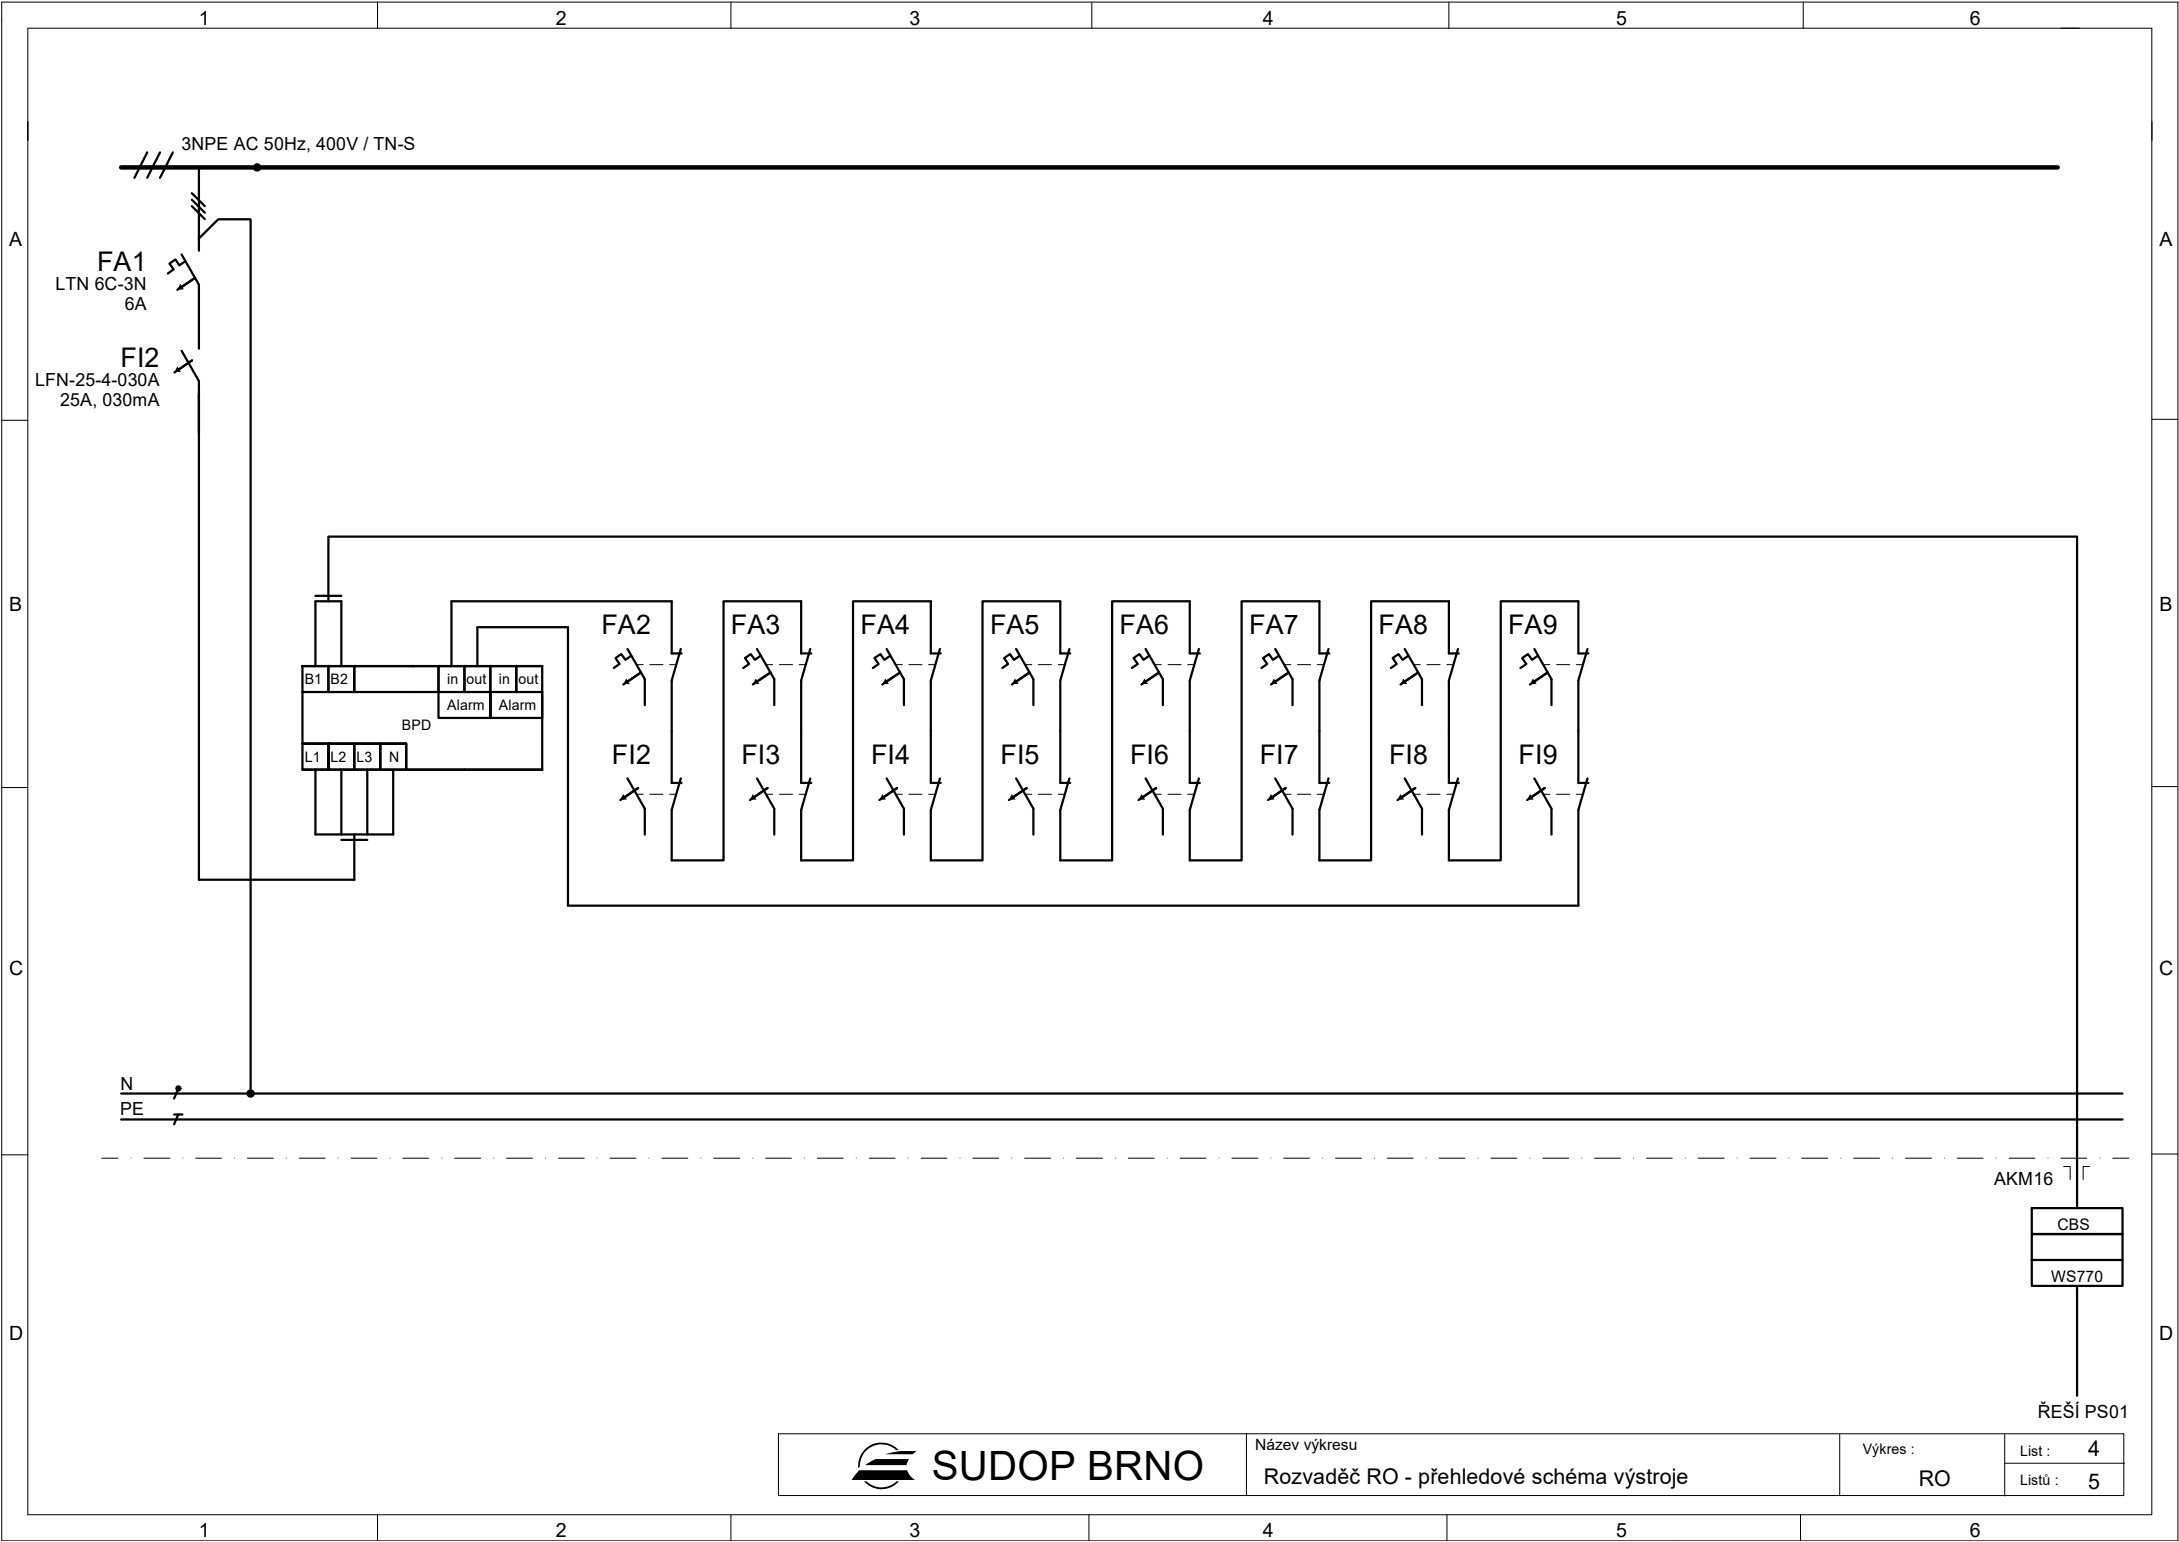 1 2 3 4 5 6
3NPE AC 50Hz, 400V / TN-S
A A
FA1
LTN 6C-3N
6A
FI2
LFN-25-4-030A
25A, 030mA
B B
FA2 FA3 FA4 FA5 FA6 FA7 FA8 FA9
B1 B2 in out in out
Alarm Alarm
BPD
L1 L2 L3 N
FI2 FI3 FI4 FI5 FI6 FI7 FI8 FI9
C C
N
PE
AKM16
CBS
WS770
D D
ŘEŠÍ PS01
SUDOP BRNO
Název výkresu
Rozvaděč RO - přehledové schéma výstroje
Výkres :
RO
List : 4
Listů : 5
1 2 3 4 5 6